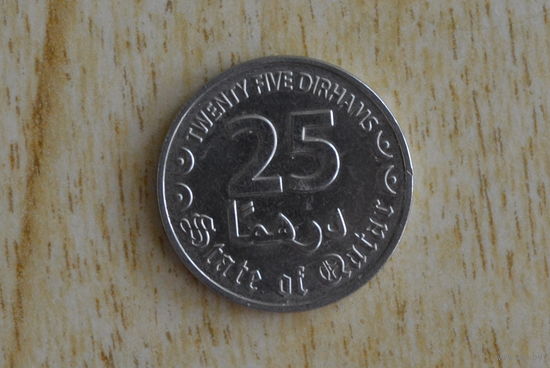 TWENTY FIVE DIRHAMS
25
درهمًا
State of Qatar